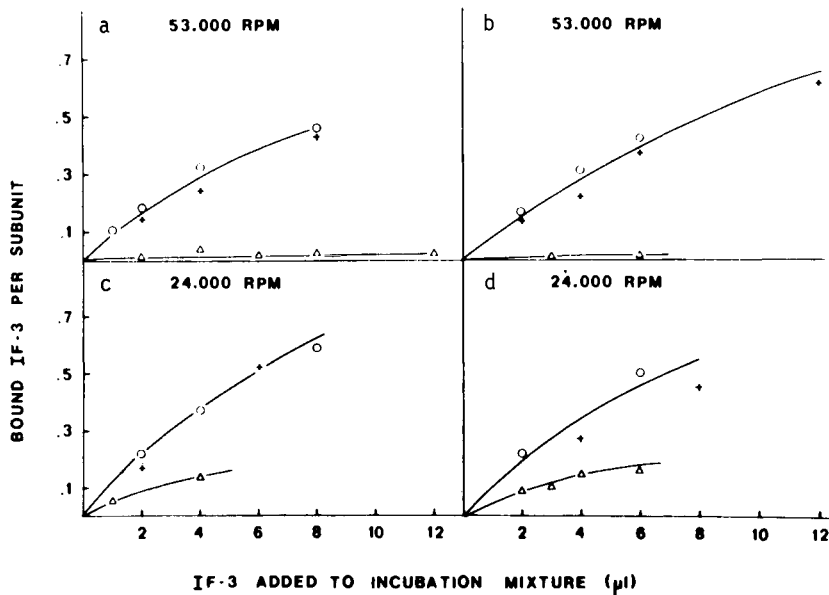 a 53.000 RPM
b 53.000 RPM
.7
.5
.3
.1
c 24.000 RPM
d 24.000 RPM
.7
.5
.3
.1
2 4 6 8 10 12 2 4 6 8 10 12
BOUND IF-3 PER SUBUNIT
IF-3 ADDED TO INCUBATION MIXTURE (µl)